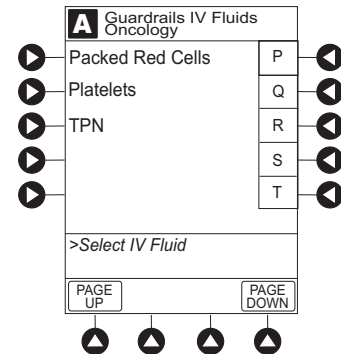 A Guardrails IV Fluids
Oncology
Packed Red Cells P
Platelets Q
TPN R
S
T
>Select IV Fluid
PAGE UP PAGE DOWN